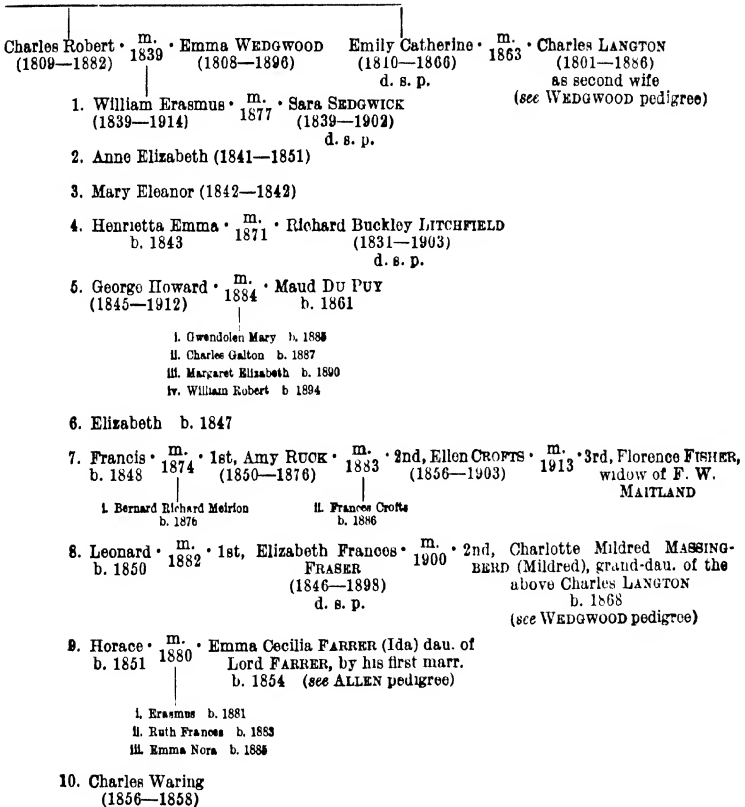 Charles Robert · m. 1839 · Emma WEDGWOOD    Emily Catherine · m. 1863 · Charles LANGTON
(1809—1882)    (1808—1896)    (1810—1866)    (1801—1886)
d. s. p.    as second wife
(see WEDGWOOD pedigree)
1. William Erasmus · m. 1877 · Sara SEDGWICK
(1839—1914)    (1839—1902)
d. s. p.
2. Anne Elizabeth (1841—1851)
3. Mary Eleanor (1842—1842)
4. Henrietta Emma · m. 1871 · Richard Buckley LITCHFIELD
b. 1843    (1831—1903)
d. s. p.
5. George Howard · m. 1884 · Maud DU PUY
(1845—1912)    b. 1861
i. Gwendolen Mary b. 1885
ii. Charles Galton b. 1887
iii. Margaret Elizabeth b. 1890
iv. William Robert b 1894
6. Elizabeth b. 1847
7. Francis · m. 1874 · 1st, Amy RUCK · m. 1883 · 2nd, Ellen CROFTS · m. 1913 · 3rd, Florence FISHER,
b. 1848    (1850—1876)    (1856—1903)    widow of F. W.
MAITLAND
i. Bernard Richard Meirion    ii. Frances Crofts
b. 1876    b. 1886
8. Leonard · m. 1882 · 1st, Elizabeth Frances · m. 1900 · 2nd, Charlotte Mildred MASSING-
b. 1850    FRASER    BERD (Mildred), grand-dau. of the
(1846—1898)    above Charles LANGTON
d. s. p.    b. 1868
(see WEDGWOOD pedigree)
9. Horace · m. 1880 · Emma Cecilia FARRER (Ida) dau. of
b. 1851    Lord FARRER, by his first marr.
b. 1854 (see ALLEN pedigree)
i. Erasmus b. 1881
ii. Ruth Frances b. 1883
iii. Emma Nora b. 1885
10. Charles Waring
(1856—1858)